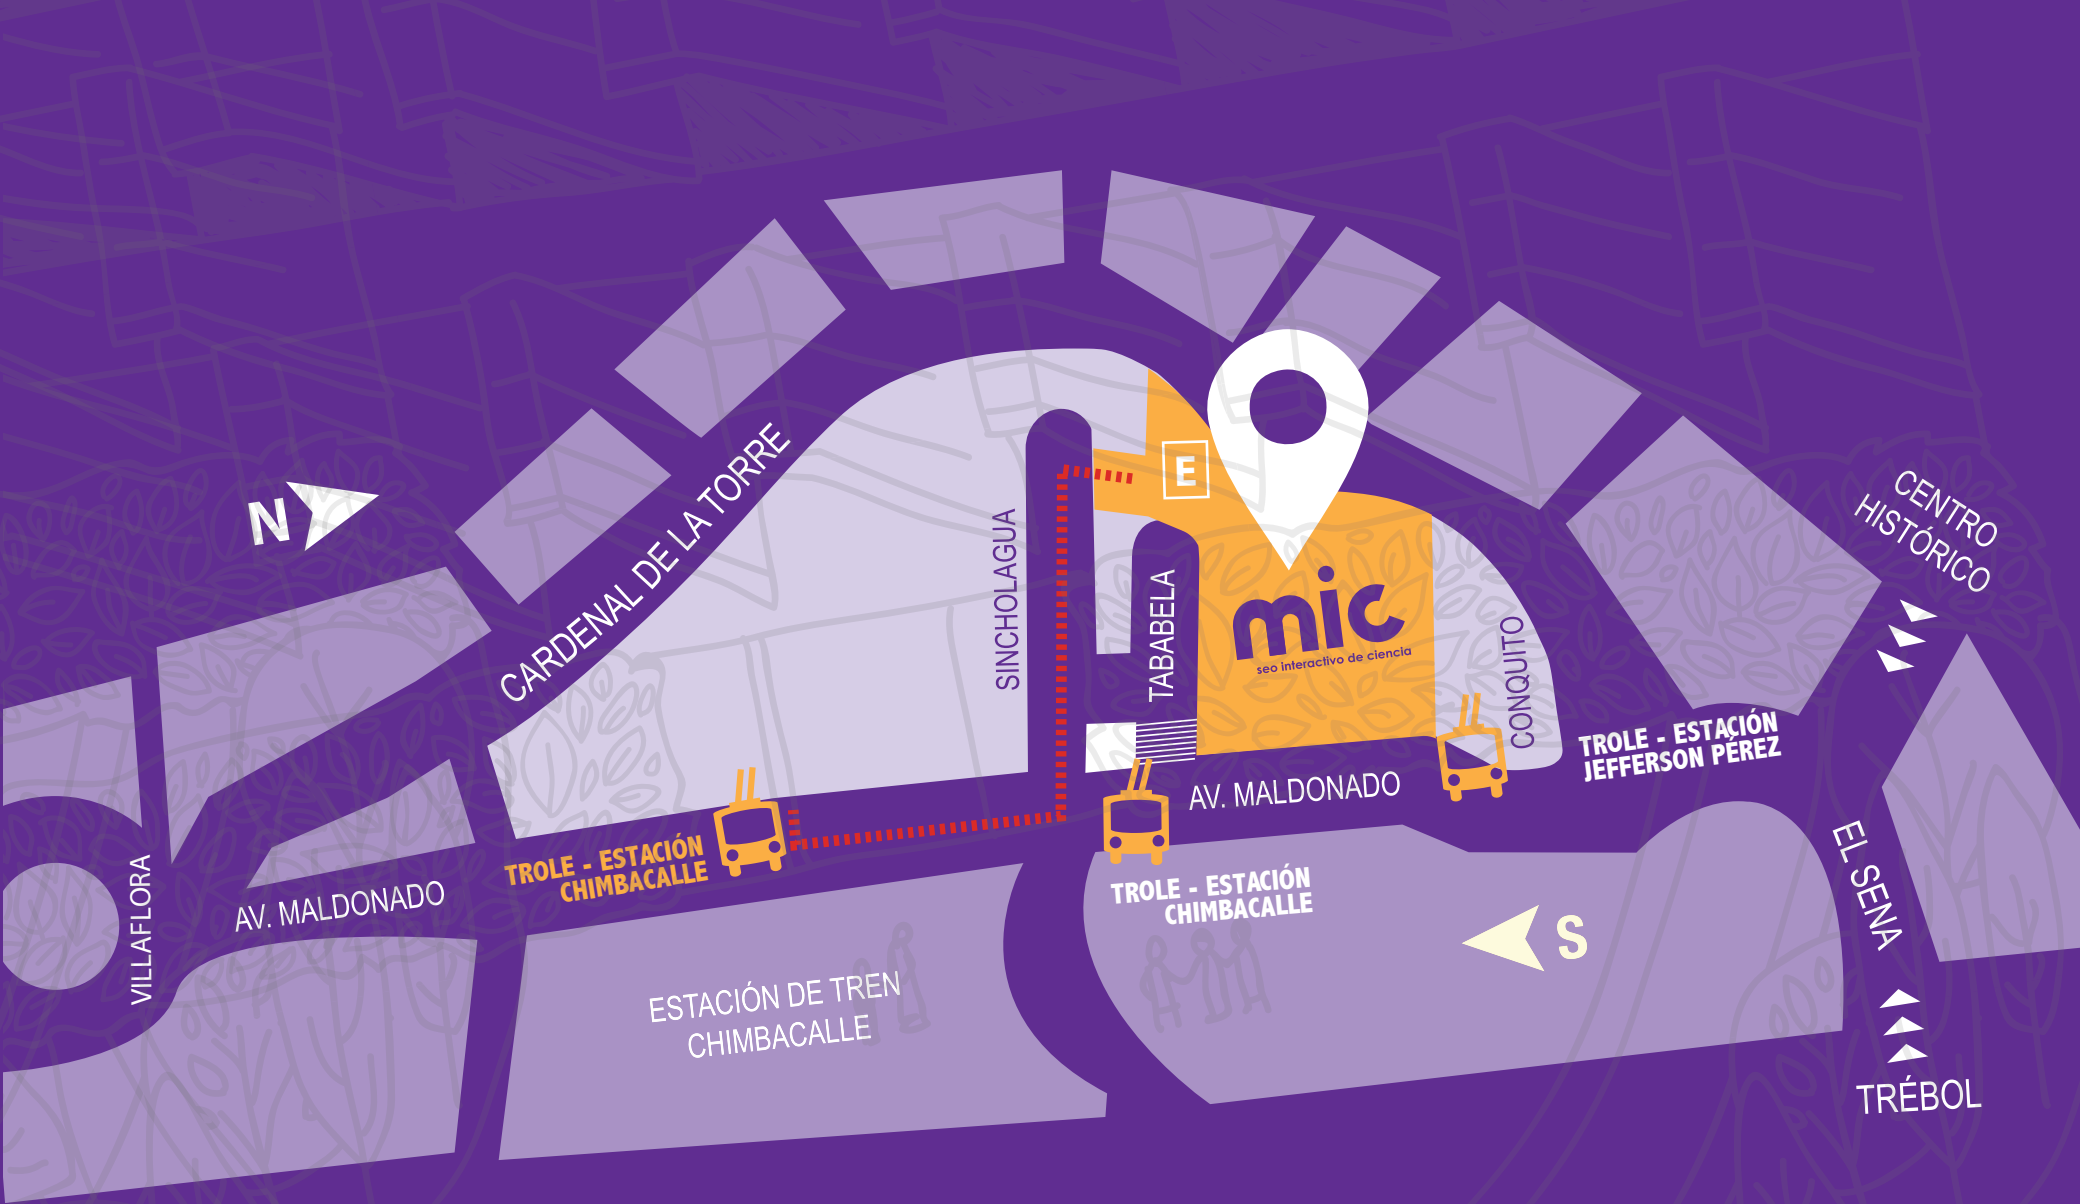 N
CARDENAL DE LA TORRE
SINCHOLAGUA
E
TABABELA
mic
seo interactivo de ciencia
CONQUITO
CENTRO
HISTÓRICO
TROLE - ESTACIÓN
JEFFERSON PÉREZ
AV. MALDONADO
TROLE - ESTACIÓN
CHIMBACALLE
TROLE - ESTACIÓN
CHIMBACALLE
VILLAFLORA
AV. MALDONADO
EL SENA
S
ESTACIÓN DE TREN
CHIMBACALLE
TRÉBOL